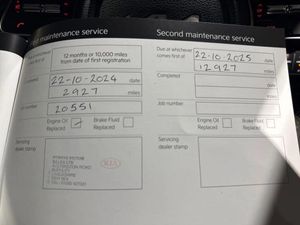 first maintenance service
Second maintenance service
12 months or 10,000 miles
from date of first registration
Due at whichever
comes first at
22-10-2025 date
12927 miles
22-10-2024 date
2927 miles
Completed
date
miles
20551
Job number
Engine Oil
Replaced
Brake Fluid
Replaced
Engine Oil
Replaced
Brake Fluid
Replaced
Servicing
dealer stamp
KIA
Servicing
dealer stamp